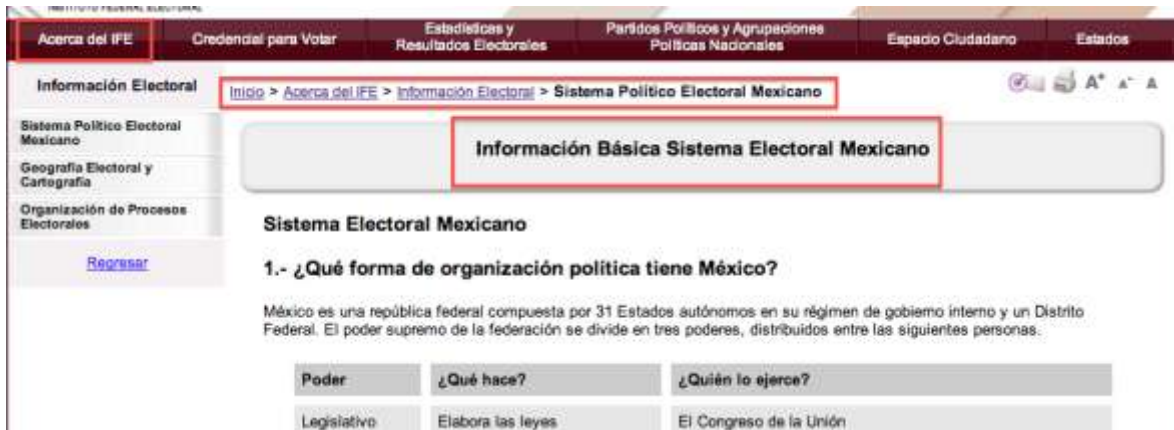 INSTITUTO FEDERAL ELECTORAL
Acerca del IFE
Credencial para Votar
Estadísticas y
Resultados Electorales
Partidos Políticos y Agrupaciones
Políticas Nacionales
Espacio Ciudadano
Estados
Información Electoral
Inicio > Acerca del IFE > Información Electoral > Sistema Político Electoral Mexicano
A+ A- A
Sistema Político Electoral
Mexicano
Geografía Electoral y
Cartografía
Organización de Procesos
Electorales
Regresar
Información Básica Sistema Electoral Mexicano
Sistema Electoral Mexicano
1.- ¿Qué forma de organización política tiene México?
México es una república federal compuesta por 31 Estados autónomos en su régimen de gobierno interno y un Distrito
Federal. El poder supremo de la federación se divide en tres poderes, distribuidos entre las siguientes personas.
Poder ¿Qué hace? ¿Quién lo ejerce?
Legislativo Elabora las leyes El Congreso de la Unión